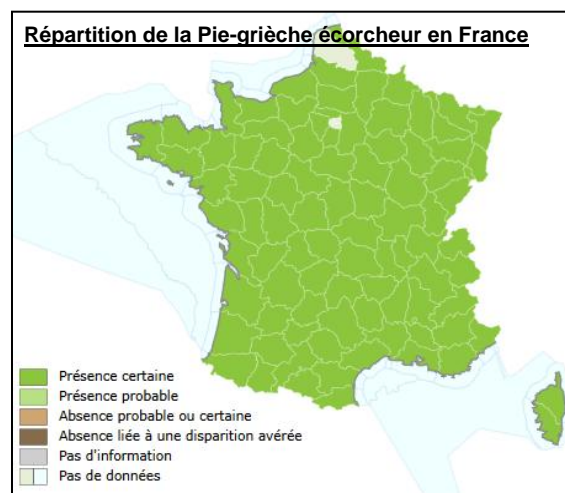 Répartition de la Pie-grièche écorcheur en France
Présence certaine
Présence probable
Absence probable ou certaine
Absence liée à une disparition avérée
Pas d'information
Pas de données